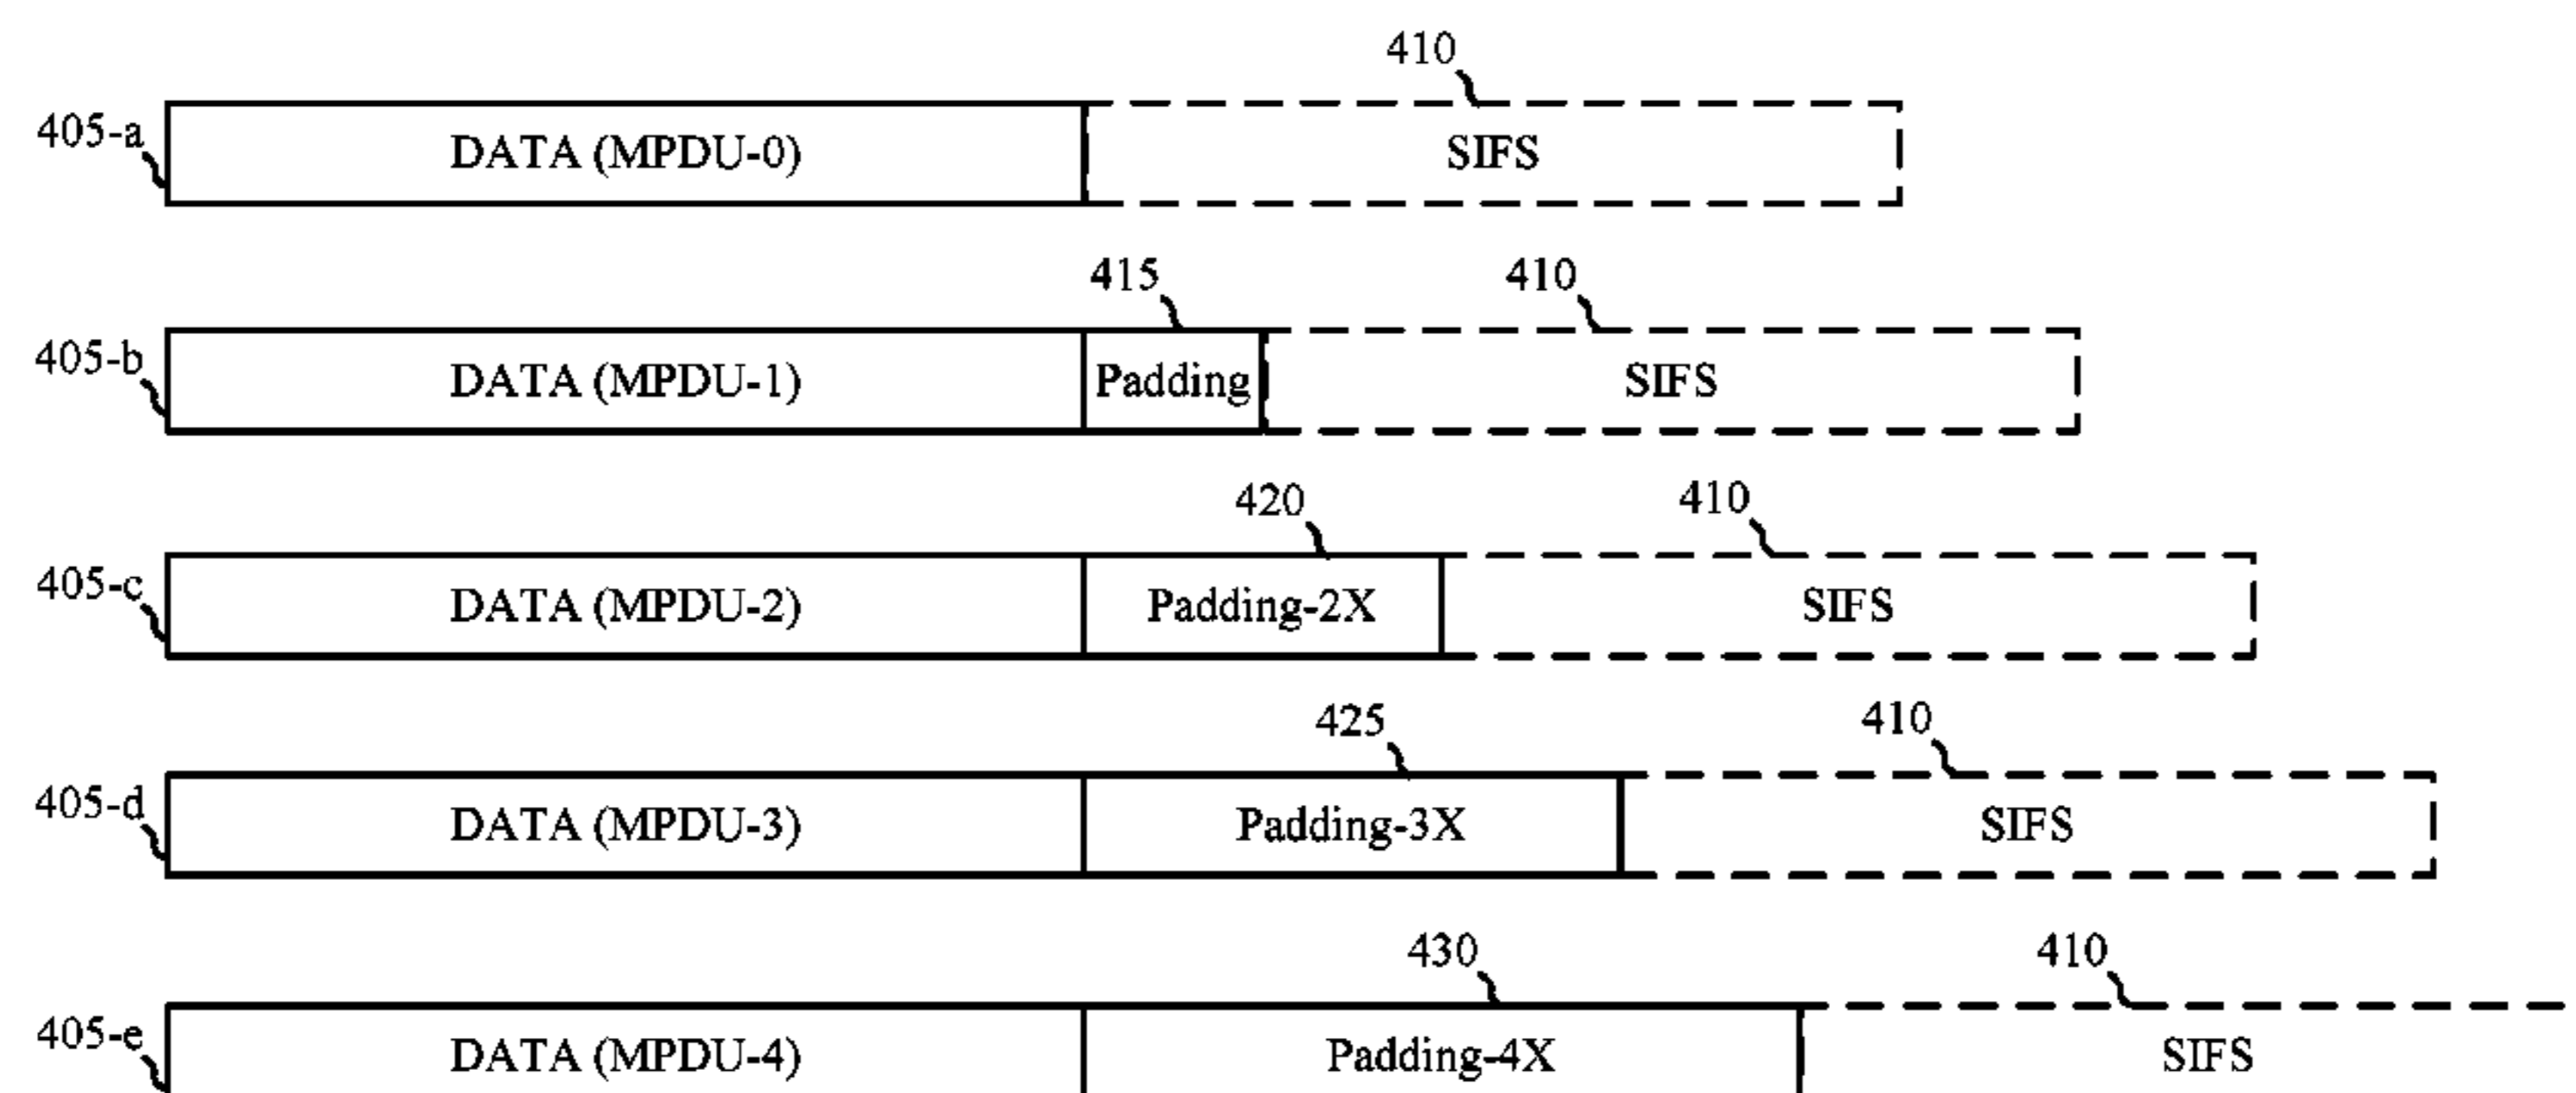 410
405-a DATA (MPDU-0) SIFS
415 410
405-b DATA (MPDU-1) Padding SIFS
420 410
405-c DATA (MPDU-2) Padding-2X SIFS
425 410
405-d DATA (MPDU-3) Padding-3X SIFS
430 410
405-e DATA (MPDU-4) Padding-4X SIFS